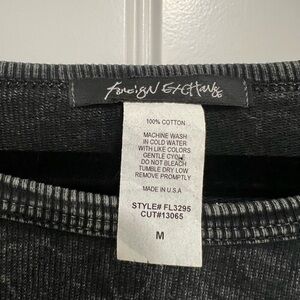 Foreign Exchange
100% COTTON
MACHINE WASH
IN COLD WATER
WITH LIKE COLORS
GENTLE CYCLE
DO NOT BLEACH
TUMBLE DRY LOW
REMOVE PROMPTLY
MADE IN U.S.A
STYLE# FL3295
CUT#13065
M